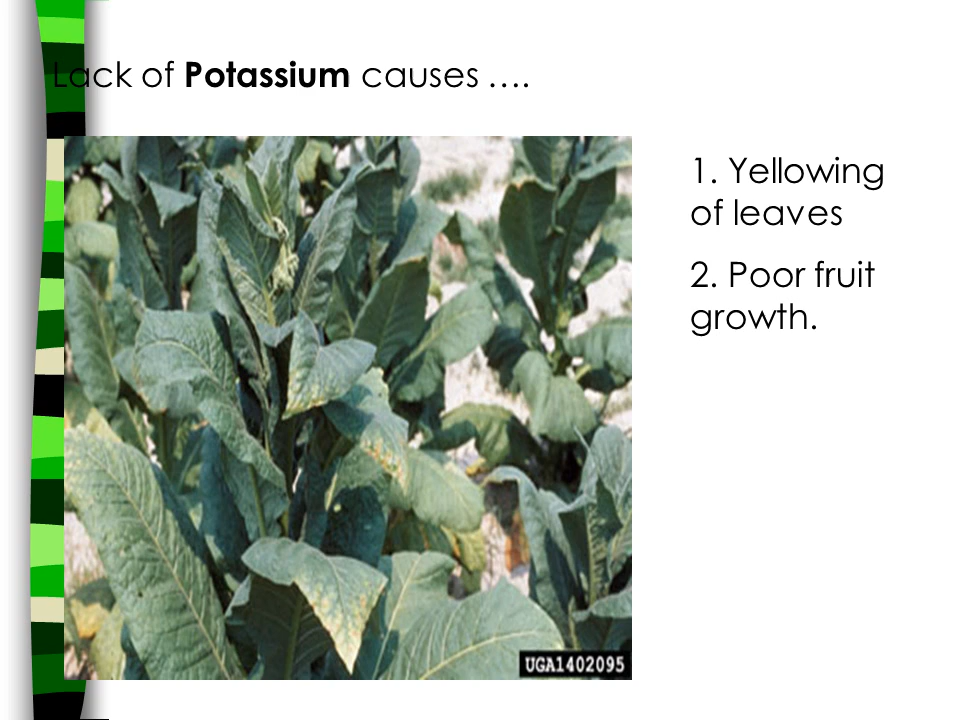 Lack of Potassium causes ….
1. Yellowing
of leaves
2. Poor fruit
growth.
UGA1402095